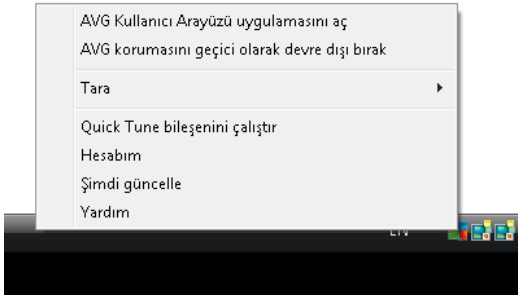 AVG Kullanıcı Arayüzü uygulamasını aç
AVG korumasını geçici olarak devre dışı bırak
Tara
Quick Tune bileşenini çalıştır
Hesabım
Şimdi güncelle
Yardım
EN